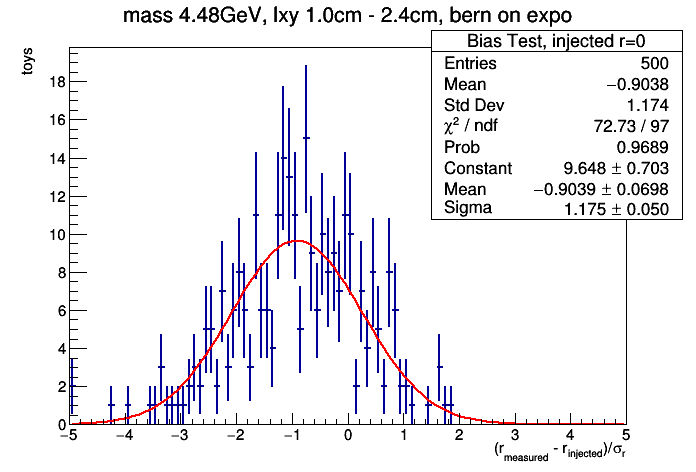 mass 4.48GeV, lxy 1.0cm - 2.4cm, bern on expo
Bias Test, injected r=0
Entries 500
Mean −0.9038
Std Dev 1.174
χ² / ndf 72.73 / 97
Prob 0.9689
Constant 9.648 ± 0.703
Mean −0.9039 ± 0.0698
Sigma 1.175 ± 0.050
toys
18
16
14
12
10
8
6
4
2
0
−5 −4 −3 −2 −1 0 1 2 3 4 5
(r_measured - r_injected)/σ_r